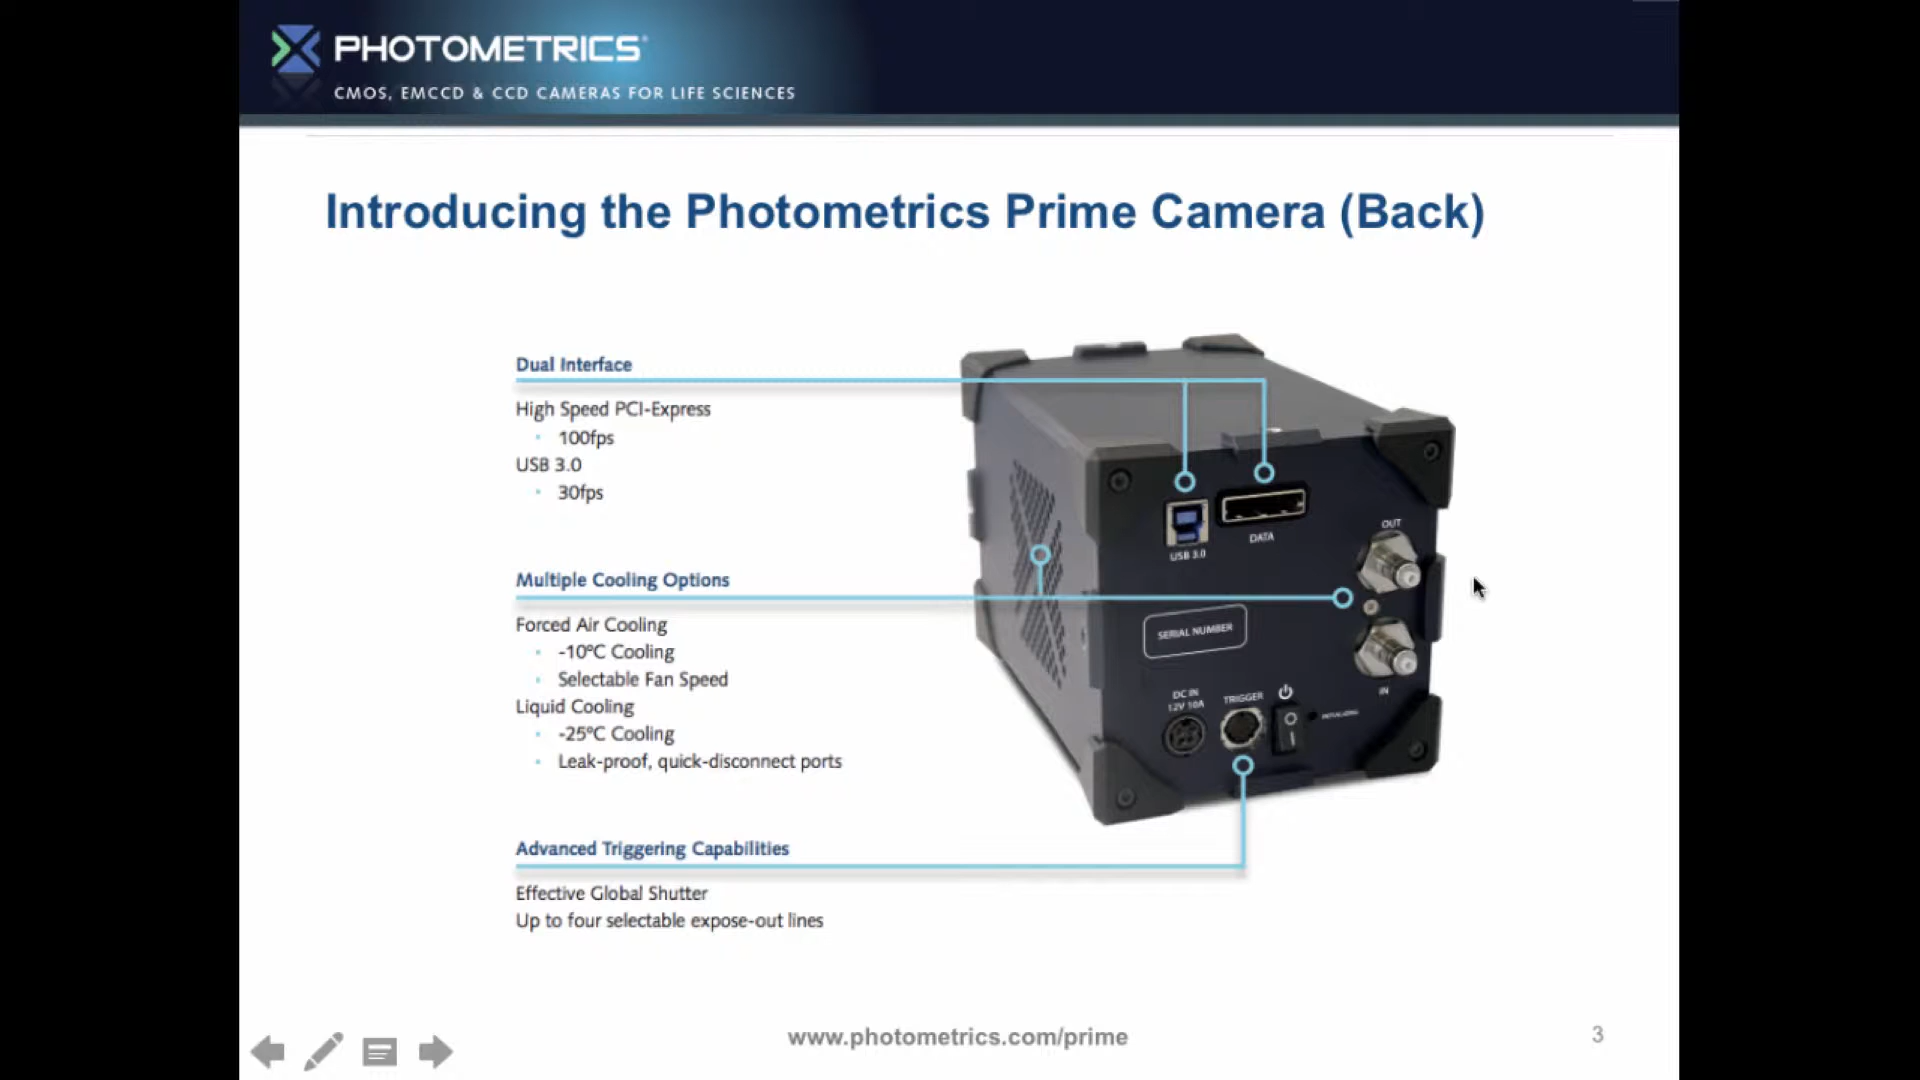 PHOTOMETRICS
CMOS, EMCCD & CCD CAMERAS FOR LIFE SCIENCES
Introducing the Photometrics Prime Camera (Back)
Dual Interface
High Speed PCI-Express
• 100fps
USB 3.0
• 30fps
Multiple Cooling Options
Forced Air Cooling
• -10°C Cooling
• Selectable Fan Speed
Liquid Cooling
• -25°C Cooling
• Leak-proof, quick-disconnect ports
Advanced Triggering Capabilities
Effective Global Shutter
Up to four selectable expose-out lines
USB 3.0
DATA
OUT
SERIAL NUMBER
IN
DC IN
12V 10A
TRIGGER
www.photometrics.com/prime
3